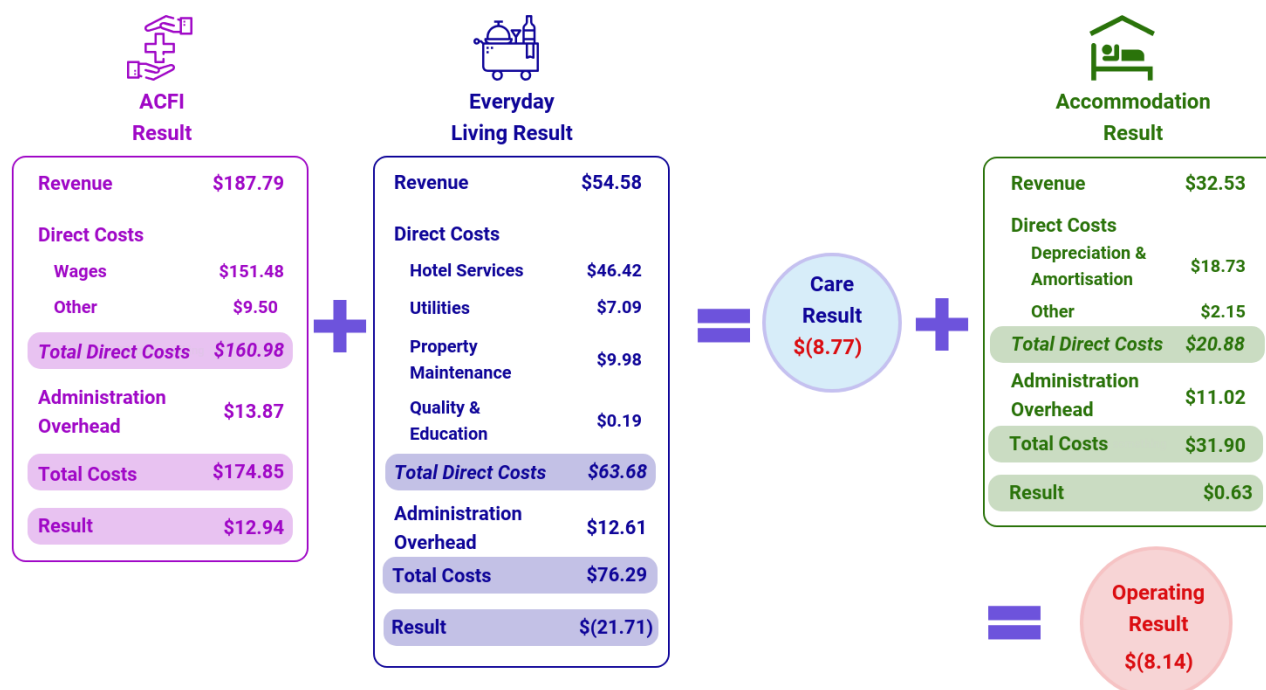 ACFI
Result
Revenue $187.79
Direct Costs
Wages $151.48
Other $9.50
Total Direct Costs $160.98
Administration
Overhead $13.87
Total Costs $174.85
Result $12.94
Everyday
Living Result
Revenue $54.58
Direct Costs
Hotel Services $46.42
Utilities $7.09
Property
Maintenance $9.98
Quality &
Education $0.19
Total Direct Costs $63.68
Administration
Overhead $12.61
Total Costs $76.29
Result $(21.71)
Care
Result
$(8.77)
Accommodation
Result
Revenue $32.53
Direct Costs
Depreciation &
Amortisation $18.73
Other $2.15
Total Direct Costs $20.88
Administration
Overhead $11.02
Total Costs $31.90
Result $0.63
Operating
Result
$(8.14)